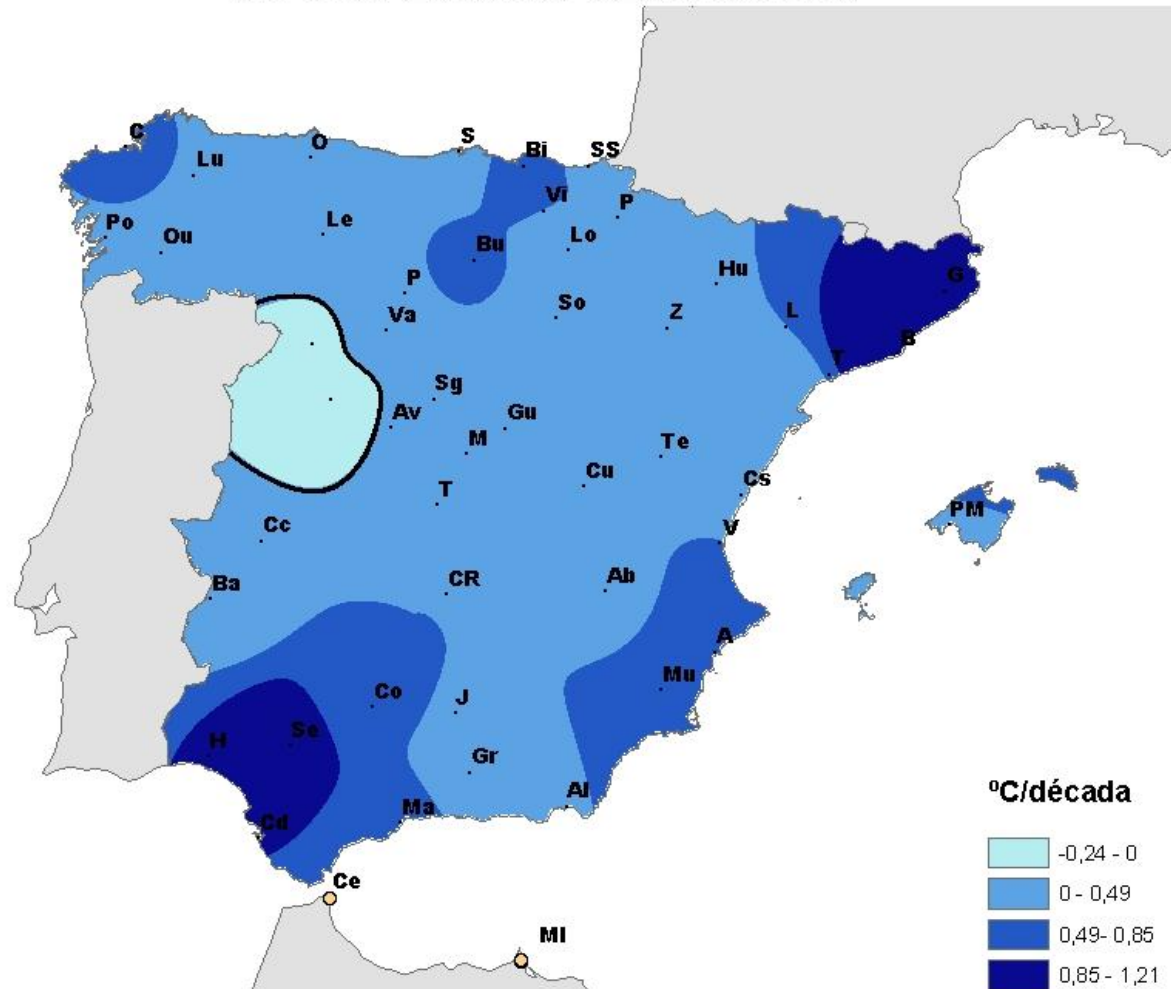 C
O
S
Bi
SS
Lu
Vi
P
Po
Ou
Le
Bu
Lo
P
Hu
G
Va
So
Z
L
B
T
Sg
Av
Gu
M
Te
Cu
Cs
T
PM
Cc
V
Ba
CR
Ab
A
Co
J
Mu
H
Se
Gr
Cd
Ma
Al
Ce
Ml
ºC/década
-0,24 - 0
0 - 0,49
0,49- 0,85
0,85 - 1,21